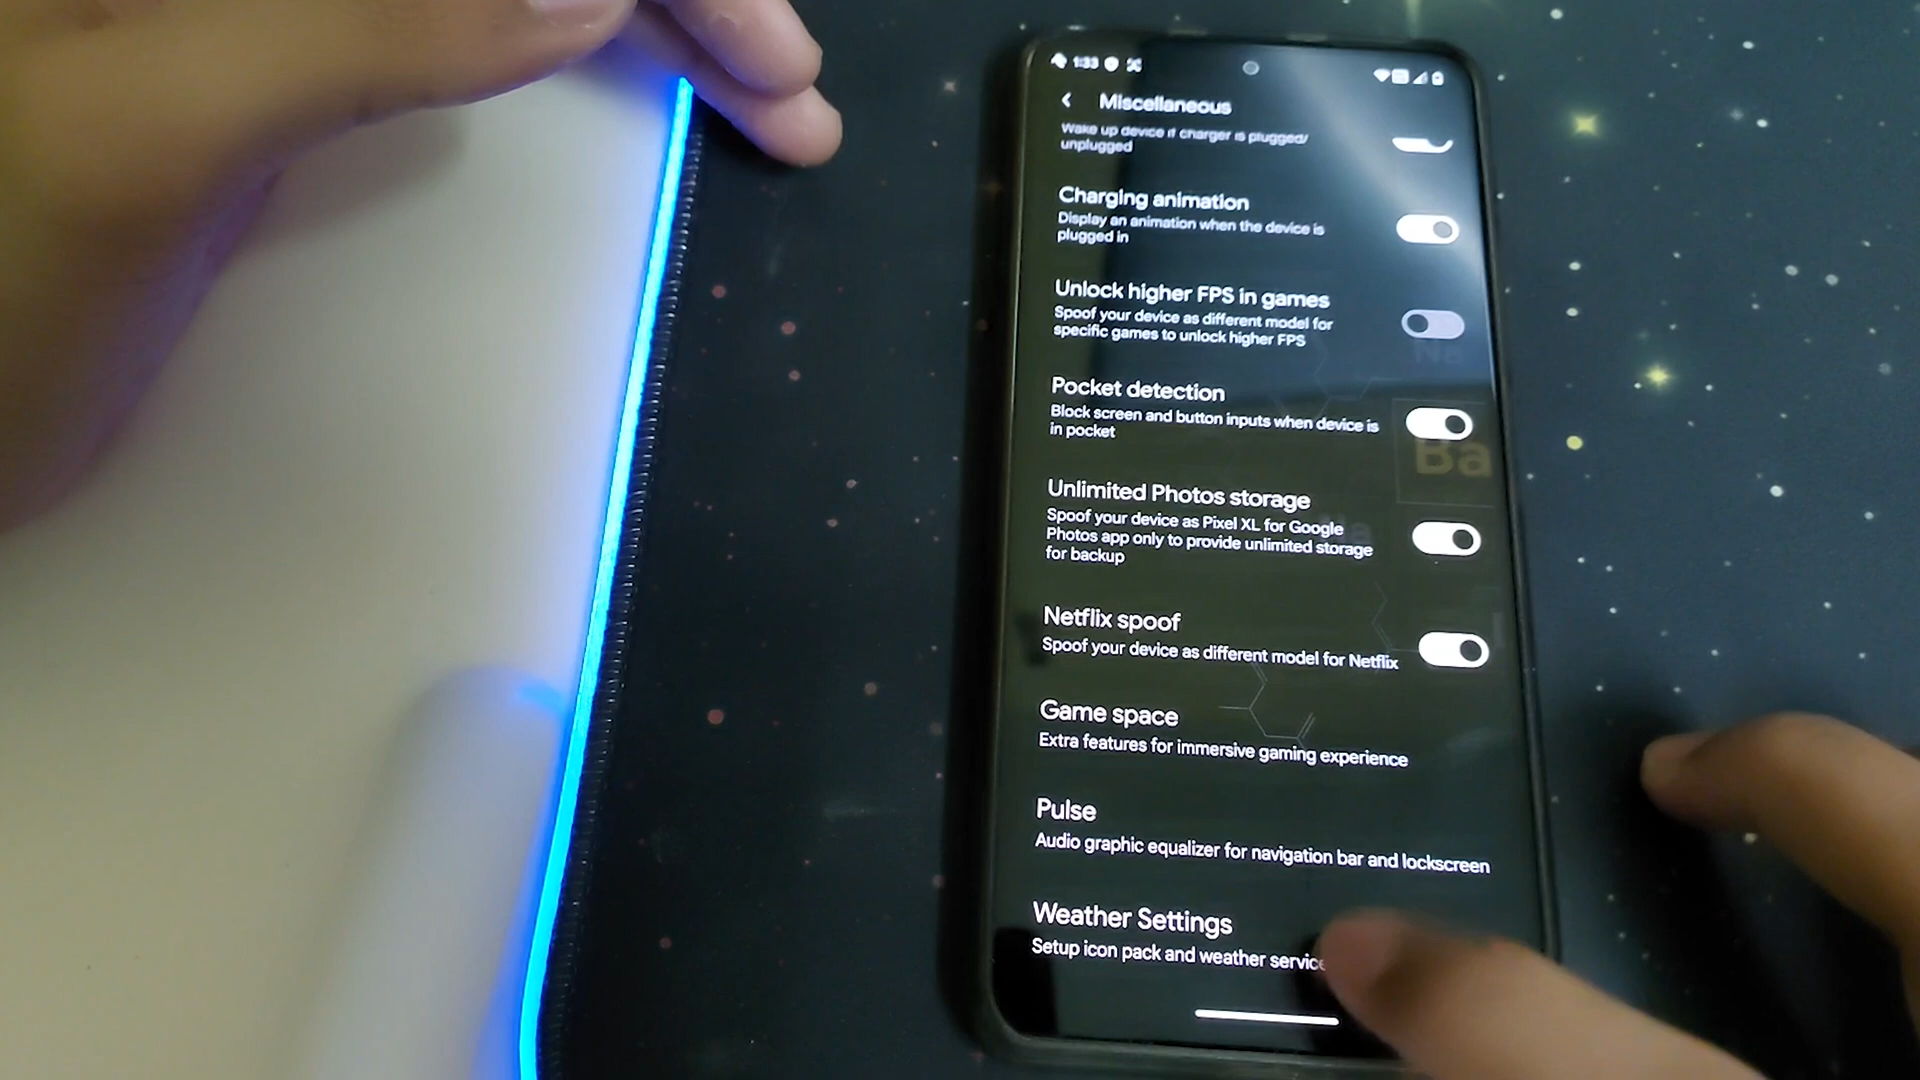 1:33
Miscellaneous
Wake up device if charger is plugged/
unplugged
Charging animation
Display an animation when the device is
plugged in
Unlock higher FPS in games
Spoof your device as different model for
specific games to unlock higher FPS
Pocket detection
Block screen and button inputs when device is
in pocket
Ba
Unlimited Photos storage
Spoof your device as Pixel XL for Google
Photos app only to provide unlimited storage
for backup
Netflix spoof
Spoof your device as different model for Netflix
Game space
Extra features for immersive gaming experience
Pulse
Audio graphic equalizer for navigation bar and lockscreen
Weather Settings
Setup icon pack and weather service